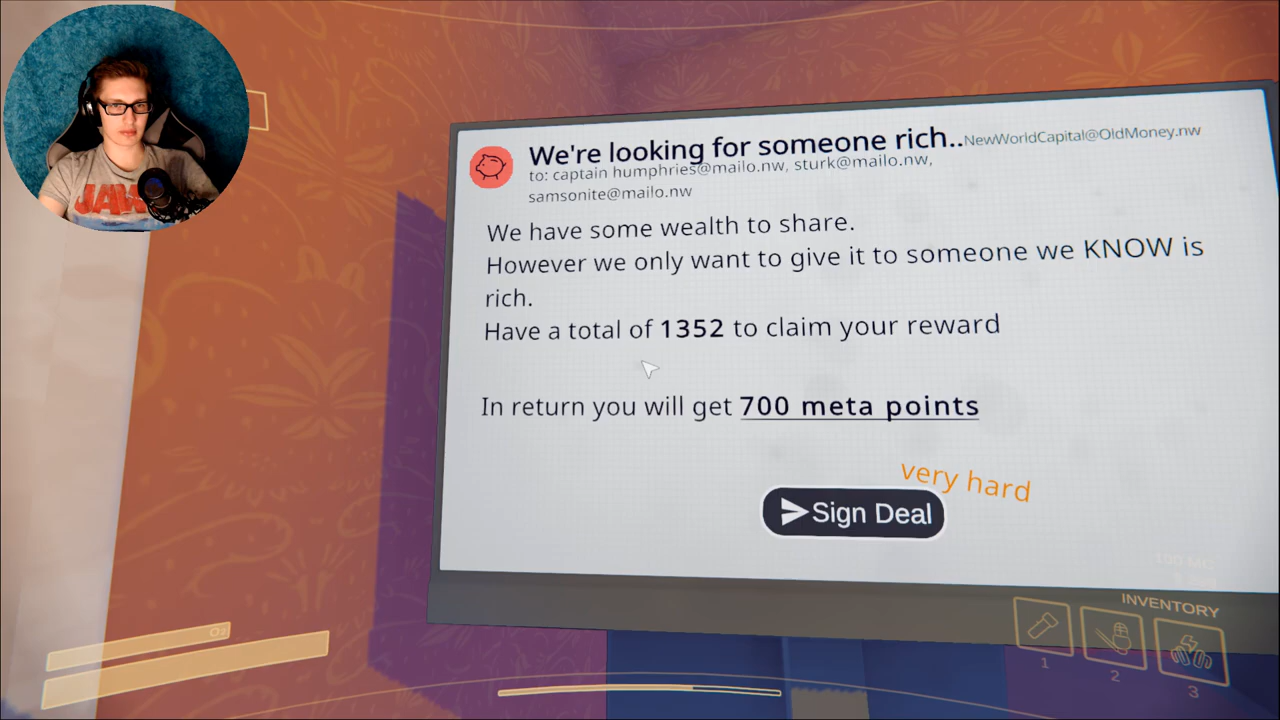 We're looking for someone rich.. NewWorldCapital@OldMoney.nw
to: captain humphries@mailo.nw, sturk@mailo.nw,
samsonite@mailo.nw
We have some wealth to share.
However we only want to give it to someone we KNOW is
rich.
Have a total of 1352 to claim your reward
In return you will get 700 meta points
very hard
Sign Deal
INVENTORY
1
2
3